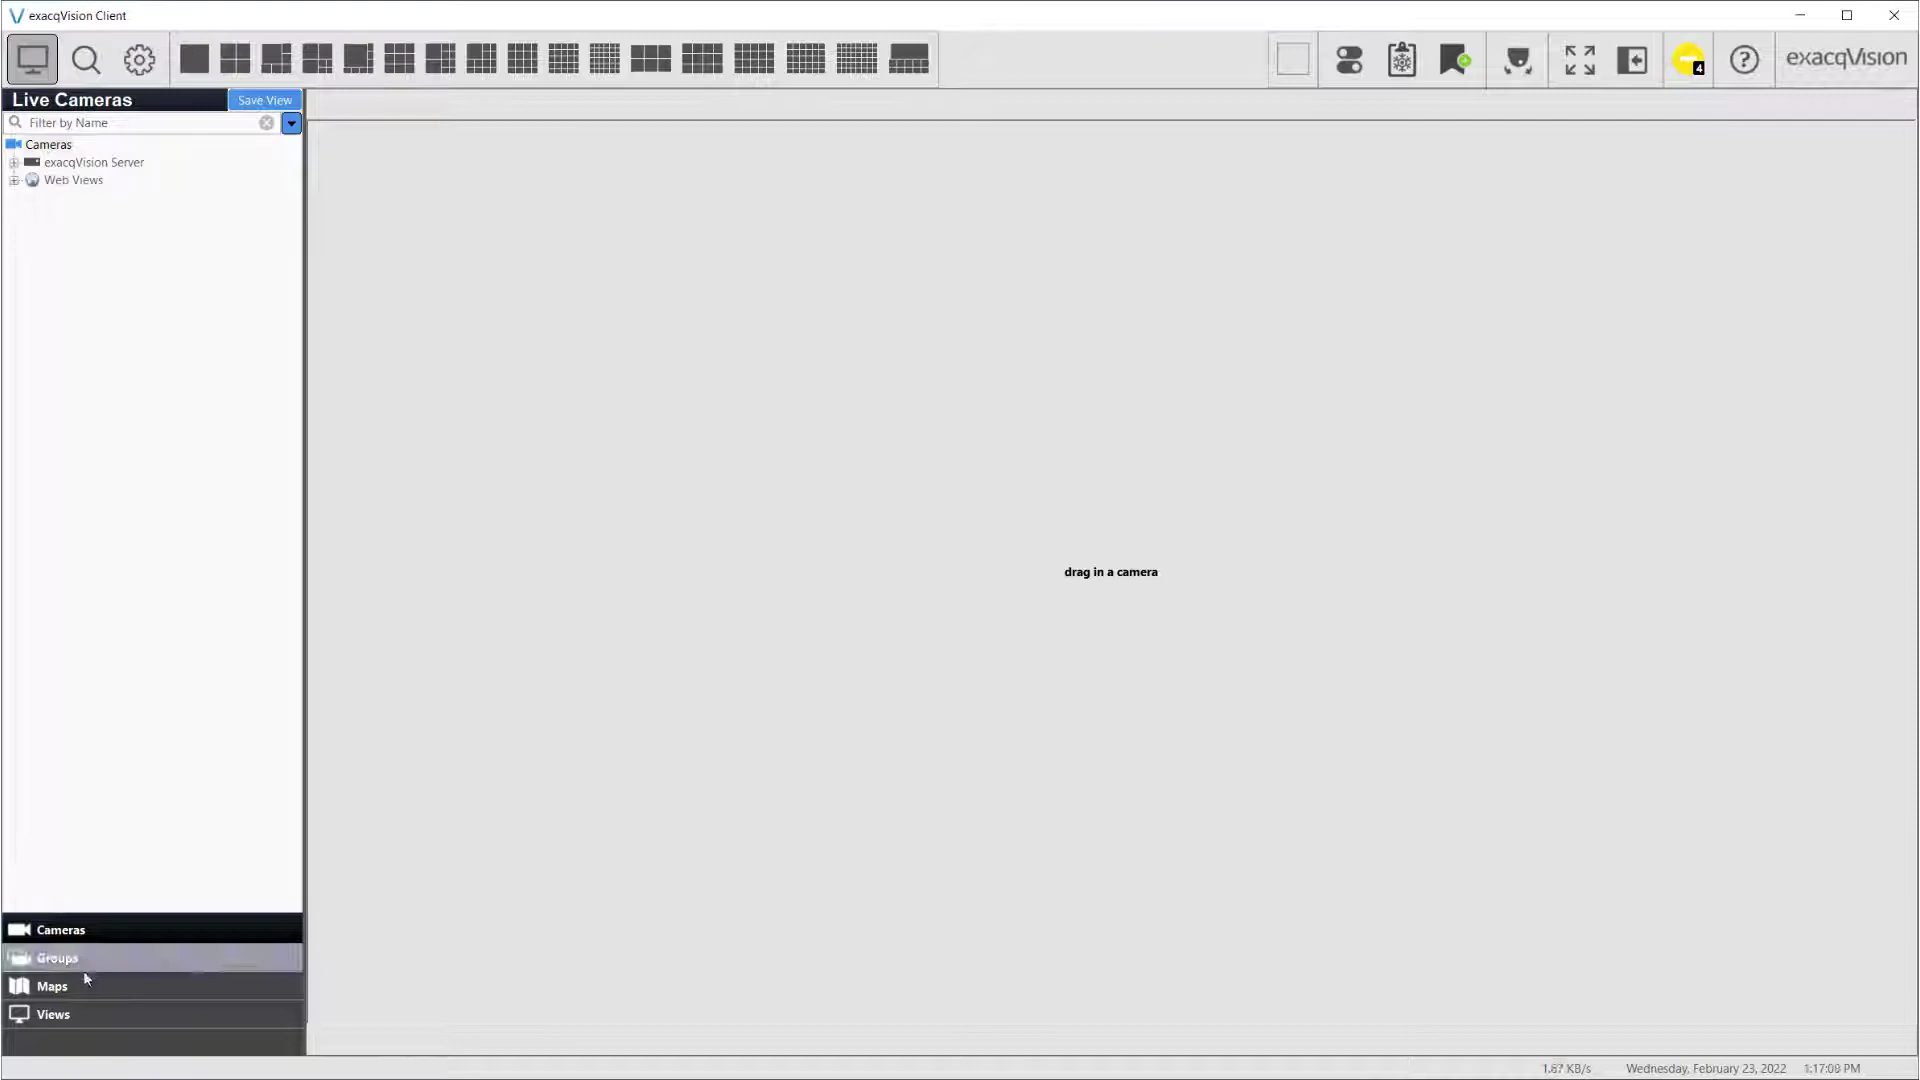 exacqVision Client
4
exacqVision
Live Cameras
Save View
Filter by Name
Cameras
exacqVision Server
Web Views
drag in a camera
Cameras
Groups
Maps
Views
1.67 KB/s
Wednesday, February 23, 2022
1:17:09 PM